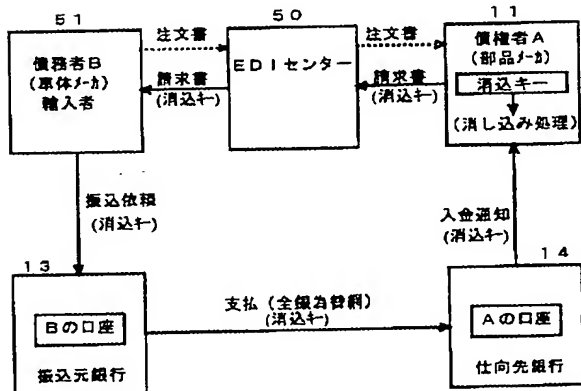 51
50
11
債務者B
(車体メーカ)
輸入者
注文書
請求書
(消込キー)
EDIセンター
注文書
請求書
(消込キー)
債権者A
(部品メーカ)
消込キー
(消し込み処理)
振込依頼
(消込キー)
入金通知
(消込キー)
13
14
Bの口座
振込元銀行
支払(全銀為替網)
(消込キー)
Aの口座
仕向先銀行